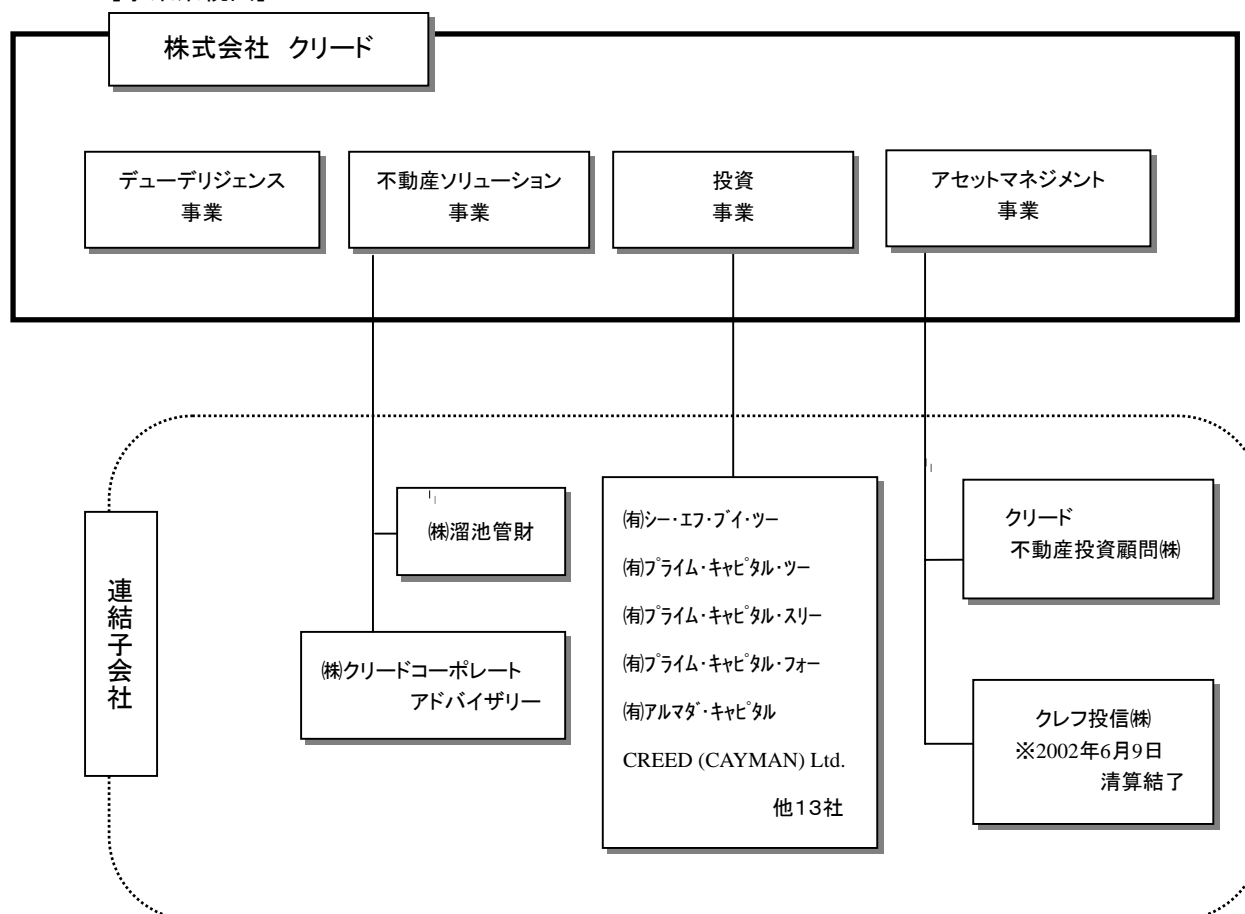 株式会社 クリード
デューデリジェンス
事業
不動産ソリューション
事業
投資
事業
アセットマネジメント
事業
連結子会社
㈱溜池管財
㈱クリードコーポレート
アドバイザリー
㈲シー・エフ・ブイ・ツー
㈲プライム・キャピタル・ツー
㈲プライム・キャピタル・スリー
㈲プライム・キャピタル・フォー
㈲アルマダ・キャピタル
CREED (CAYMAN) Ltd.
他13社
クリード
不動産投資顧問㈱
クレフ投信㈱
※2002年6月9日
清算結了